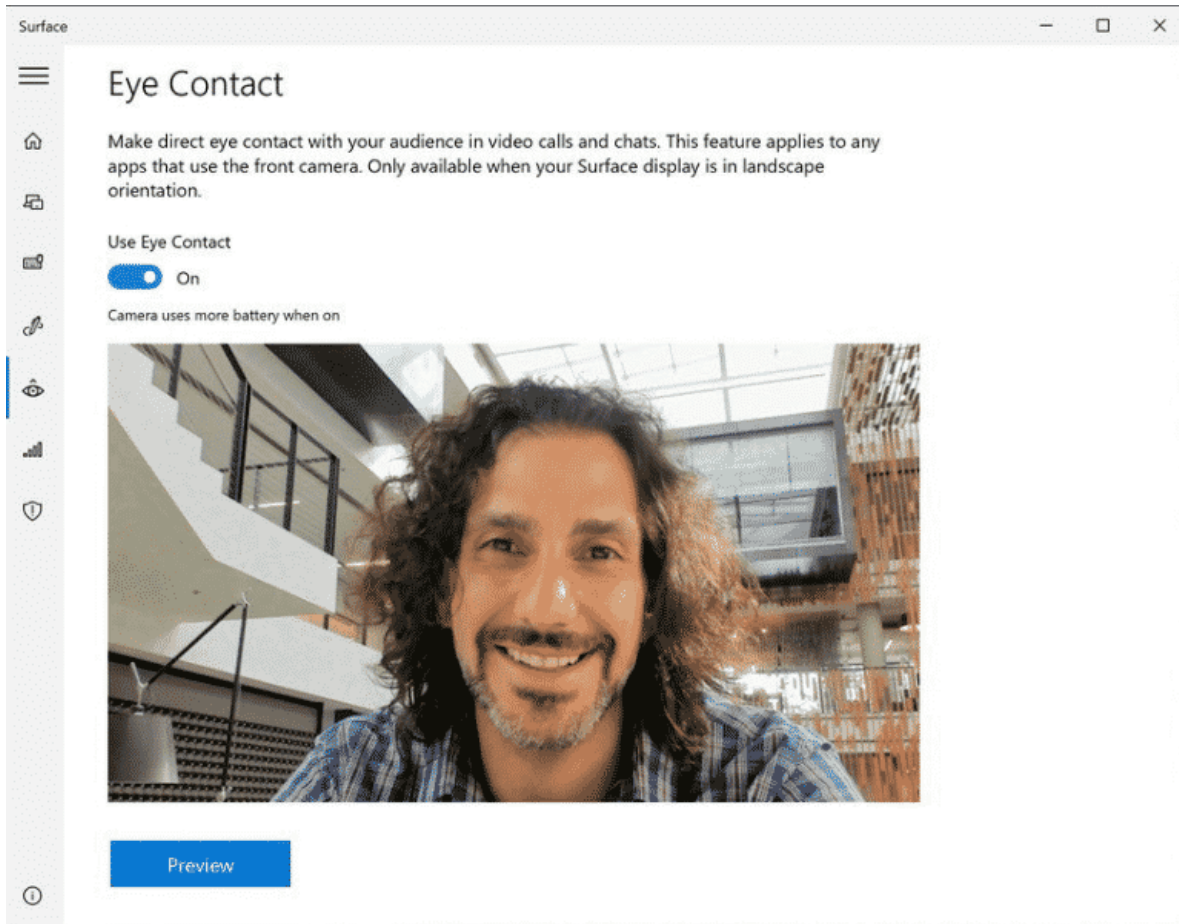 Surface
Eye Contact
Make direct eye contact with your audience in video calls and chats. This feature applies to any
apps that use the front camera. Only available when your Surface display is in landscape
orientation.
Use Eye Contact
On
Camera uses more battery when on
Preview